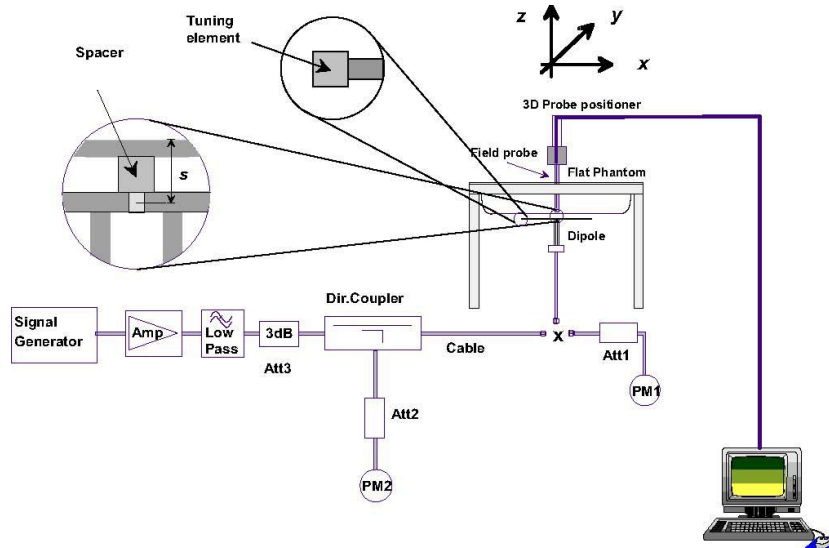 Tuning
element
Spacer
s
z
y
x
3D Probe positioner
Field probe
Flat Phantom
Dipole
Signal
Generator
Amp
Low
Pass
3dB
Att3
Dir.Coupler
Cable
x
Att1
PM1
Att2
PM2